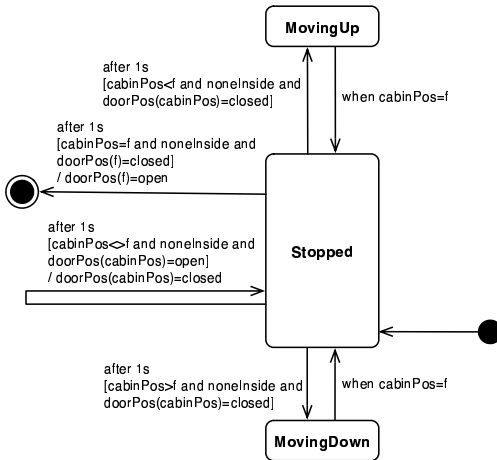 MovingUp
after 1s
[cabinPos<f and noneInside and
doorPos(cabinPos)=closed]
when cabinPos=f
after 1s
[cabinPos=f and noneInside and
doorPos(f)=closed]
/ doorPos(f)=open
after 1s
[cabinPos<>f and noneInside and
doorPos(cabinPos)=open]
/ doorPos(cabinPos)=closed
Stopped
after 1s
[cabinPos>f and noneInside and
doorPos(cabinPos)=closed]
when cabinPos=f
MovingDown